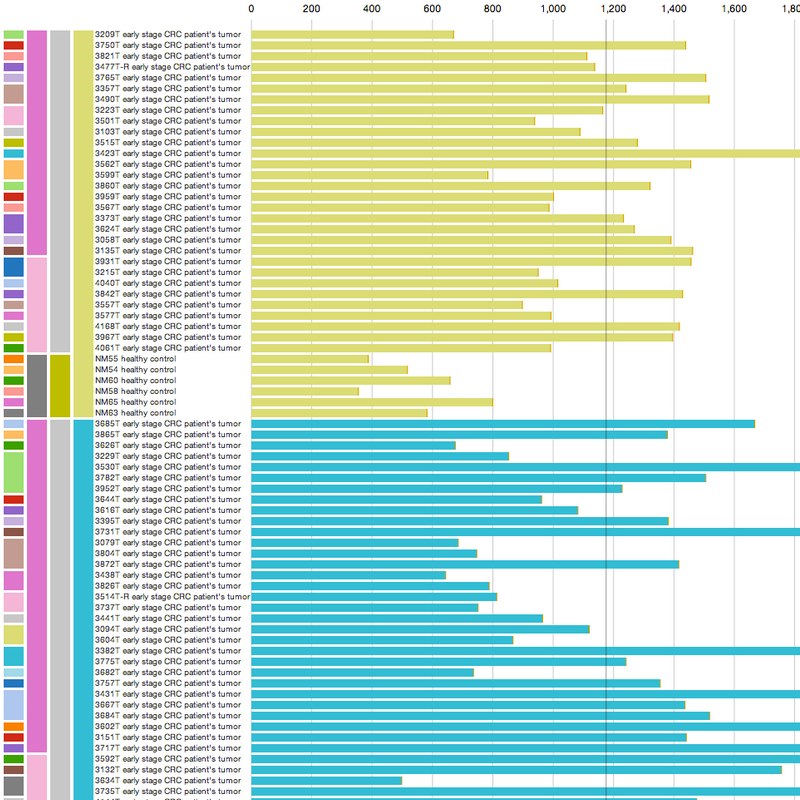 0 200 400 600 800 1,000 1,200 1,400 1,600 1,80
3209T early stage CRC patient's tumor
3750T early stage CRC patient's tumor
3821T early stage CRC patient's tumor
3477T-R early stage CRC patient's tumor
3765T early stage CRC patient's tumor
3357T early stage CRC patient's tumor
3490T early stage CRC patient's tumor
3223T early stage CRC patient's tumor
3501T early stage CRC patient's tumor
3103T early stage CRC patient's tumor
3515T early stage CRC patient's tumor
3423T early stage CRC patient's tumor
3562T early stage CRC patient's tumor
3599T early stage CRC patient's tumor
3860T early stage CRC patient's tumor
3959T early stage CRC patient's tumor
3567T early stage CRC patient's tumor
3373T early stage CRC patient's tumor
3624T early stage CRC patient's tumor
3058T early stage CRC patient's tumor
3135T early stage CRC patient's tumor
3931T early stage CRC patient's tumor
3215T early stage CRC patient's tumor
4040T early stage CRC patient's tumor
3842T early stage CRC patient's tumor
3557T early stage CRC patient's tumor
3577T early stage CRC patient's tumor
4168T early stage CRC patient's tumor
3967T early stage CRC patient's tumor
4061T early stage CRC patient's tumor
NM55 healthy control
NM54 healthy control
NM60 healthy control
NM58 healthy control
NM65 healthy control
NM63 healthy control
3685T early stage CRC patient's tumor
3865T early stage CRC patient's tumor
3626T early stage CRC patient's tumor
3229T early stage CRC patient's tumor
3530T early stage CRC patient's tumor
3782T early stage CRC patient's tumor
3952T early stage CRC patient's tumor
3644T early stage CRC patient's tumor
3616T early stage CRC patient's tumor
3395T early stage CRC patient's tumor
3731T early stage CRC patient's tumor
3079T early stage CRC patient's tumor
3804T early stage CRC patient's tumor
3872T early stage CRC patient's tumor
3438T early stage CRC patient's tumor
3826T early stage CRC patient's tumor
3514T-R early stage CRC patient's tumor
3737T early stage CRC patient's tumor
3441T early stage CRC patient's tumor
3094T early stage CRC patient's tumor
3604T early stage CRC patient's tumor
3382T early stage CRC patient's tumor
3775T early stage CRC patient's tumor
3682T early stage CRC patient's tumor
3757T early stage CRC patient's tumor
3431T early stage CRC patient's tumor
3667T early stage CRC patient's tumor
3684T early stage CRC patient's tumor
3602T early stage CRC patient's tumor
3151T early stage CRC patient's tumor
3717T early stage CRC patient's tumor
3592T early stage CRC patient's tumor
3132T early stage CRC patient's tumor
3634T early stage CRC patient's tumor
3735T early stage CRC patient's tumor